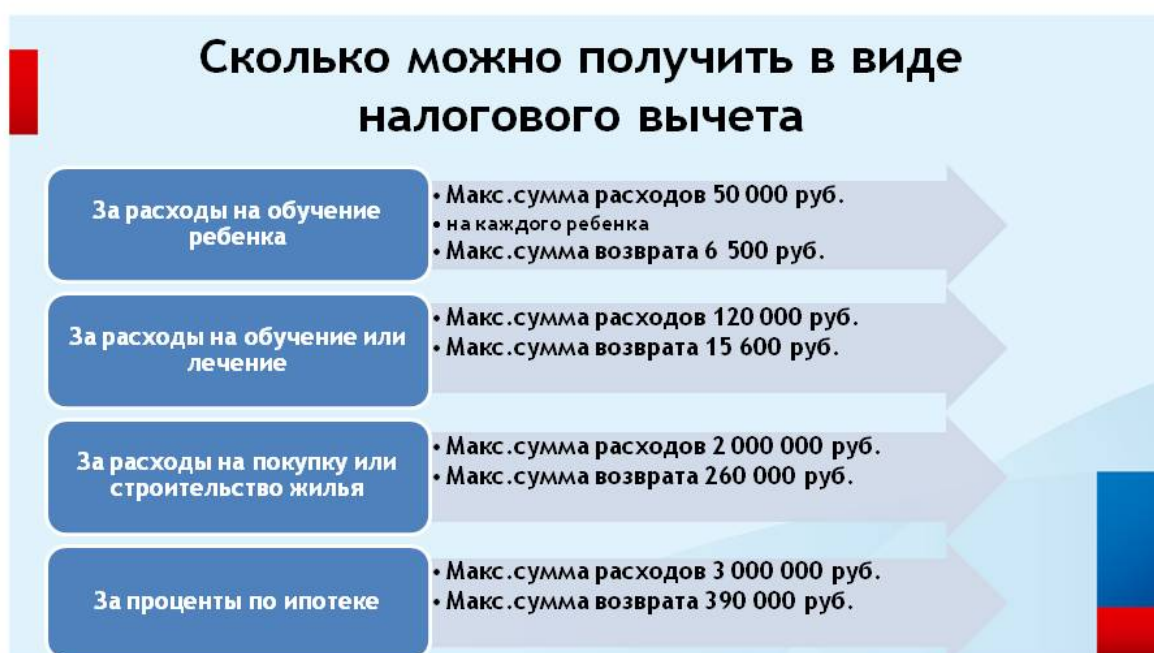 Сколько можно получить в виде
налогового вычета
За расходы на обучение
ребенка
• Макс.сумма расходов 50 000 руб.
• на каждого ребенка
• Макс.сумма возврата 6 500 руб.
За расходы на обучение или
лечение
• Макс.сумма расходов 120 000 руб.
• Макс.сумма возврата 15 600 руб.
За расходы на покупку или
строительство жилья
• Макс.сумма расходов 2 000 000 руб.
• Макс.сумма возврата 260 000 руб.
За проценты по ипотеке
• Макс.сумма расходов 3 000 000 руб.
• Макс.сумма возврата 390 000 руб.